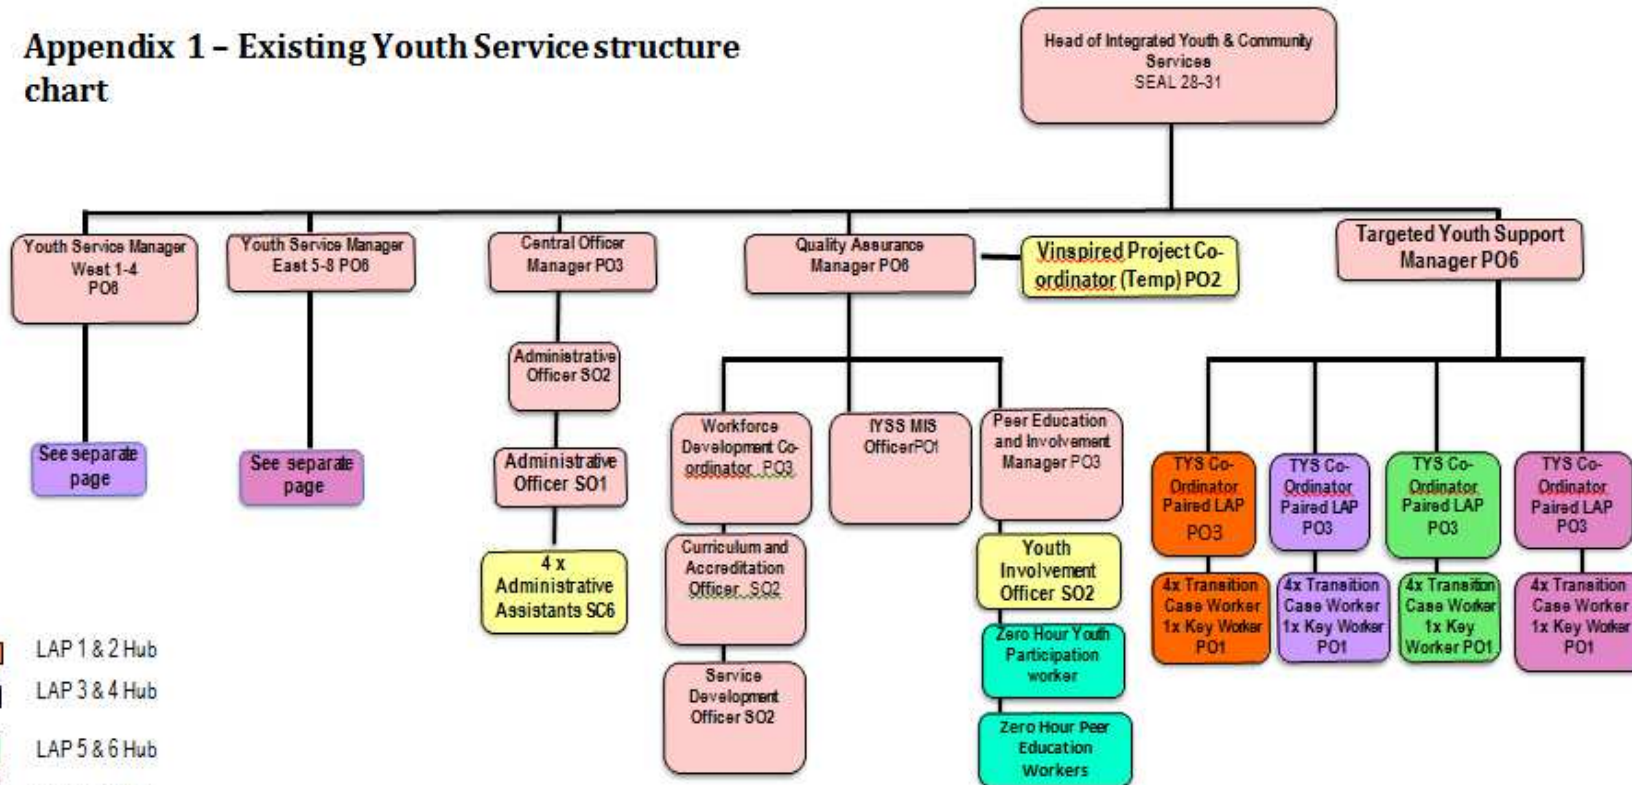 Appendix 1 – Existing Youth Service structure
chart
Head of Integrated Youth & Community
Services
SEAL 28-31
Youth Service Manager
West 1-4
PO6
Youth Service Manager
East 5-8 PO6
Central Officer
Manager PO3
Quality Assurance
Manager PO6
Vinspired Project Co-
ordinator (Temp) PO2
Targeted Youth Support
Manager PO6
See separate
page
See separate
page
Administrative
Officer SO2
Administrative
Officer SO1
4 x
Administrative
Assistants SC6
Workforce
Development Co-
ordinator PO3
Curriculum and
Accreditation
Officer SO2
Service
Development
Officer SO2
IYSS MIS
OfficerPO1
Peer Education
and Involvement
Manager PO3
Youth
Involvement
Officer SO2
Zero Hour Youth
Participation
worker
Zero Hour Peer
Education
Workers
TYS Co-
Ordinator
Paired LAP
PO3
4x Transition
Case Worker
1x Key Worker
PO1
TYS Co-
Ordinator
Paired LAP
PO3
4x Transition
Case Worker
1x Key Worker
PO1
TYS Co-
Ordinator
Paired LAP
PO3
4x Transition
Case Worker
1x Key
Worker PO1
TYS Co-
Ordinator
Paired LAP
PO3
4x Transition
Case Worker
1x Key Worker
PO1
LAP 1 & 2 Hub
LAP 3 & 4 Hub
LAP 5 & 6 Hub